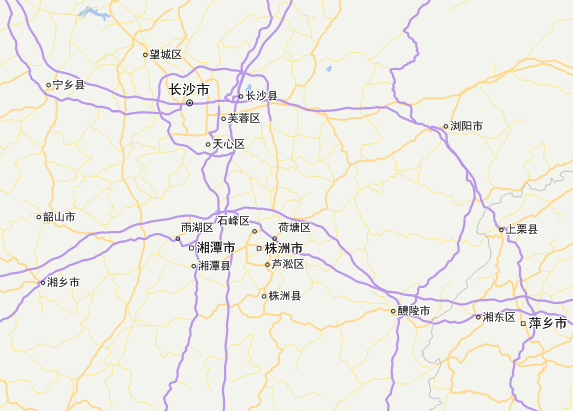 望城区
宁乡县
长沙市
长沙县
芙蓉区
浏阳市
天心区
韶山市
雨湖区
石峰区
荷塘区
上栗县
湘潭市
株洲市
湘潭县
芦淞区
湘乡市
株洲县
醴陵市
湘东区
萍乡市